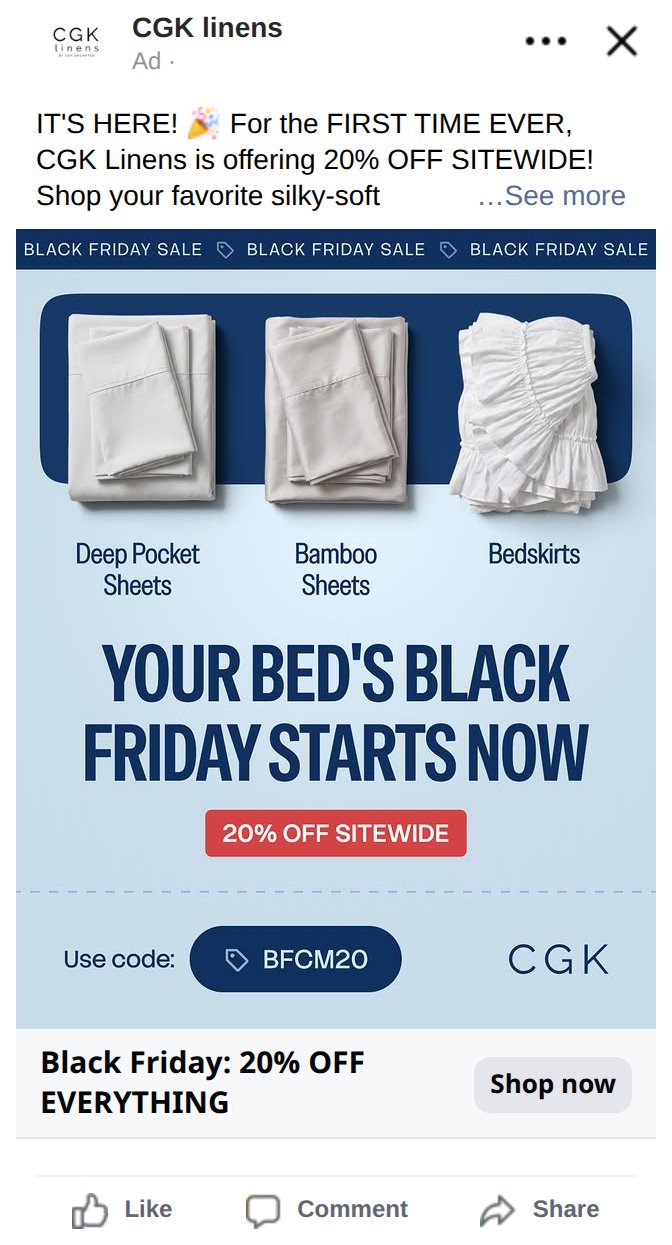 CGK
linens
CGK linens
Ad ·
IT'S HERE! 🎉 For the FIRST TIME EVER,
CGK Linens is offering 20% OFF SITEWIDE!
Shop your favorite silky-soft ...See more
BLACK FRIDAY SALE BLACK FRIDAY SALE BLACK FRIDAY SALE
Deep Pocket
Sheets
Bamboo
Sheets
Bedskirts
YOUR BED'S BLACK
FRIDAY STARTS NOW
20% OFF SITEWIDE
Use code: BFCM20 CGK
Black Friday: 20% OFF
EVERYTHING
Shop now
Like Comment Share